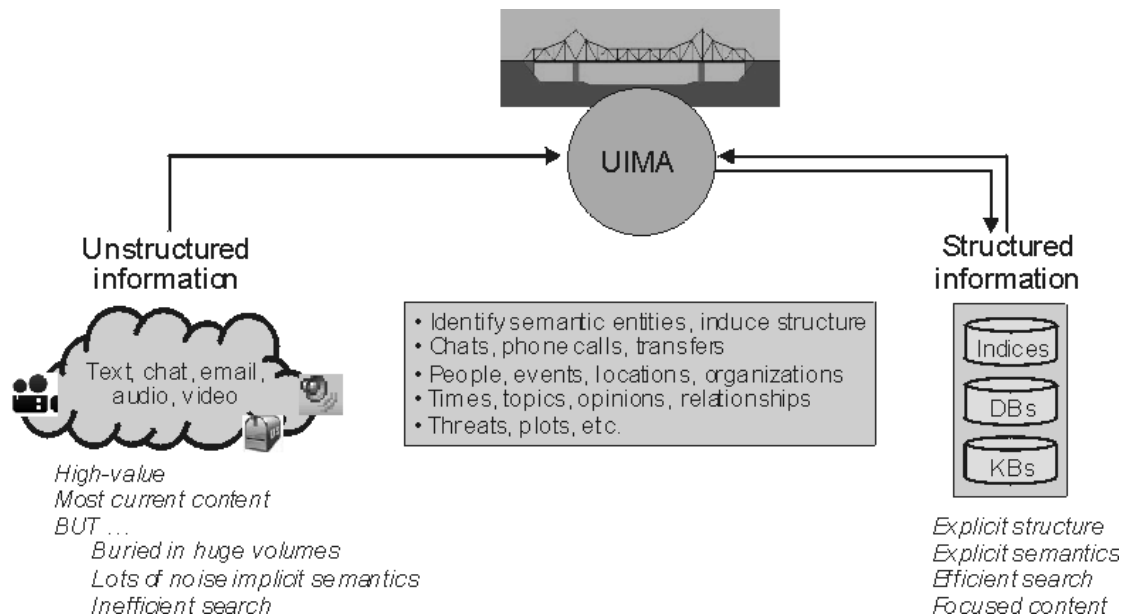 UIMA
Unstructured
information
Text, chat, email,
audio, video
High-value
Most current content
BUT ...
Buried in huge volumes
Lots of noise implicit semantics
Inefficient search
• Identify semantic entities, induce structure
• Chats, phone calls, transfers
• People, events, locations, organizations
• Times, topics, opinions, relationships
• Threats, plots, etc.
Structured
information
Indices
DBs
KBs
Explicit structure
Explicit semantics
Efficient search
Focused content